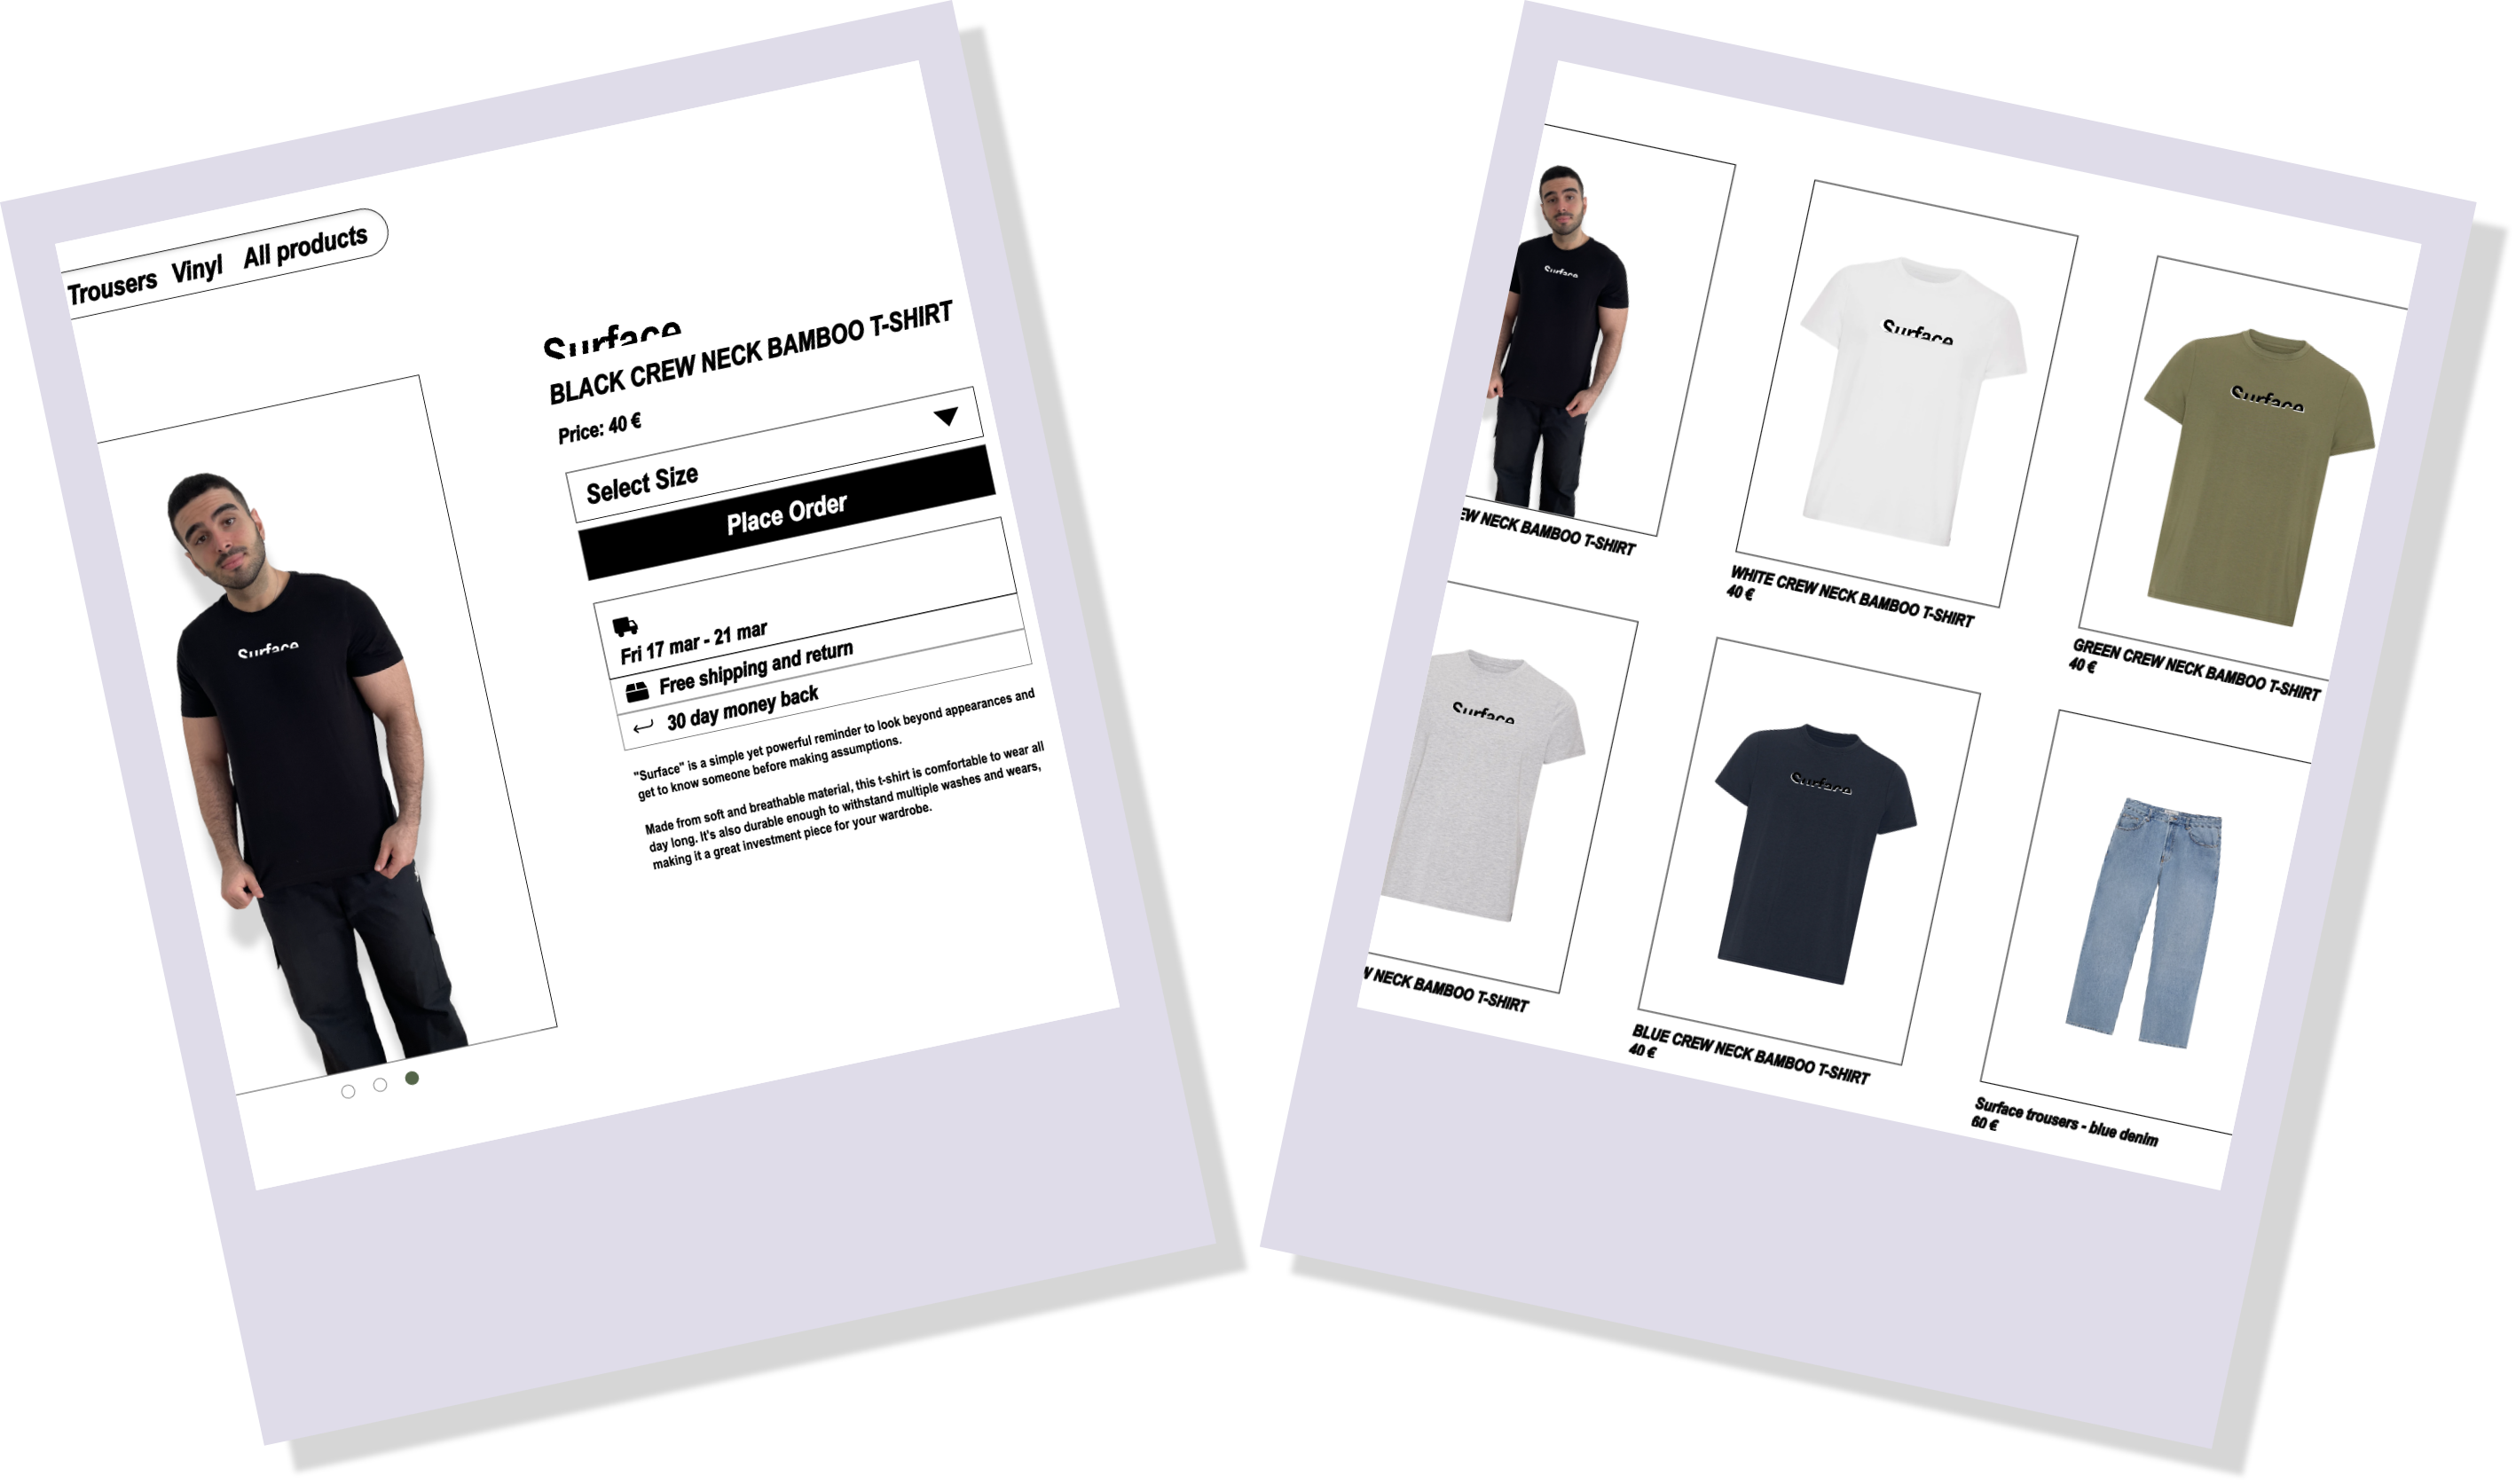 Trousers Vinyl All products
Surface
BLACK CREW NECK BAMBOO T-SHIRT
Price: 40 €
Select Size
Place Order
Fri 17 mar - 21 mar
Free shipping and return
30 day money back
"Surface" is a simple yet powerful reminder to look beyond appearances and
get to know someone before making assumptions.
Made from soft and breathable material, this t-shirt is comfortable to wear all
day long. It's also durable enough to withstand multiple washes and wears,
making it a great investment piece for your wardrobe.
Surface
Surface
Surface
Surface
NECK BAMBOO T-SHIRT
WHITE CREW NECK BAMBOO T-SHIRT
40 €
GREEN CREW NECK BAMBOO T-SHIRT
40 €
Surface
Surface
NECK BAMBOO T-SHIRT
BLUE CREW NECK BAMBOO T-SHIRT
40 €
Surface trousers - blue denim
60 €